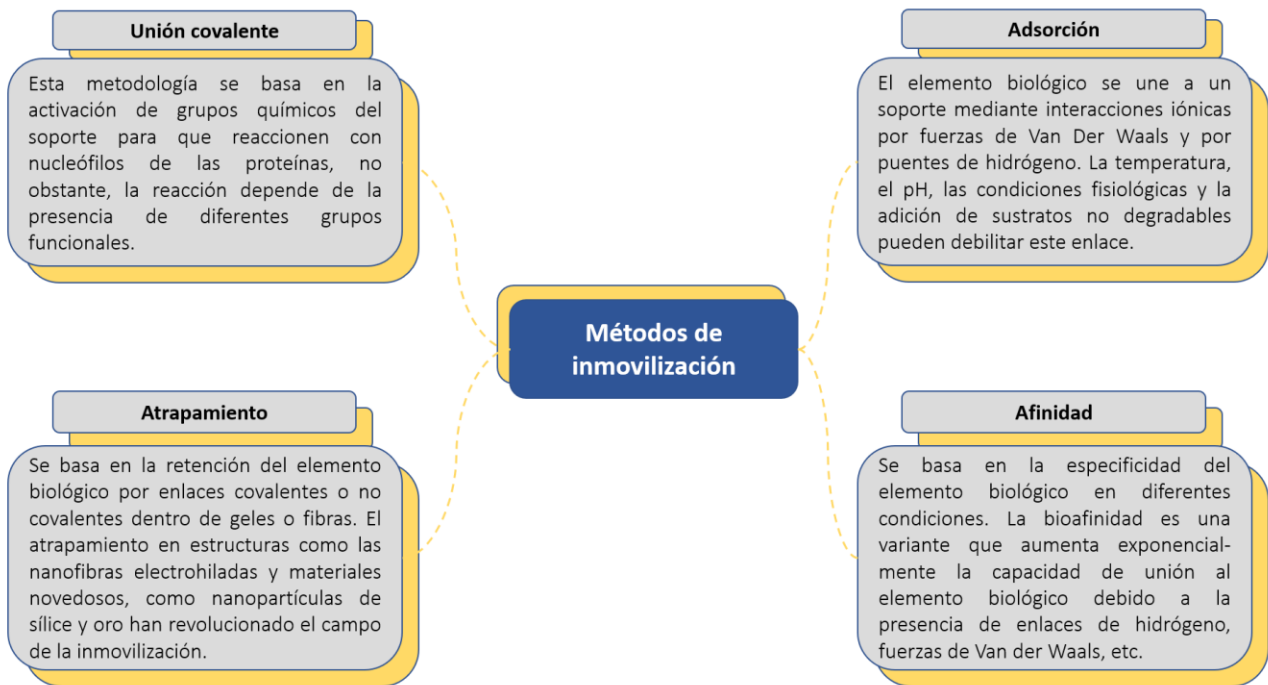 Unión covalente
Esta metodología se basa en la
activación de grupos químicos del
soporte para que reaccionen con
nucleófilos de las proteínas, no
obstante, la reacción depende de la
presencia de diferentes grupos
funcionales.
Adsorción
El elemento biológico se une a un
soporte mediante interacciones iónicas
por fuerzas de Van Der Waals y por
puentes de hidrógeno. La temperatura,
el pH, las condiciones fisiológicas y la
adición de sustratos no degradables
pueden debilitar este enlace.
Métodos de
inmovilización
Atrapamiento
Se basa en la retención del elemento
biológico por enlaces covalentes o no
covalentes dentro de geles o fibras. El
atrapamiento en estructuras como las
nanofibras electrohiladas y materiales
novedosos, como nanopartículas de
sílice y oro han revolucionado el campo
de la inmovilización.
Afinidad
Se basa en la especificidad del
elemento biológico en diferentes
condiciones. La bioafinidad es una
variante que aumenta exponencial-
mente la capacidad de unión al
elemento biológico debido a la
presencia de enlaces de hidrógeno,
fuerzas de Van der Waals, etc.